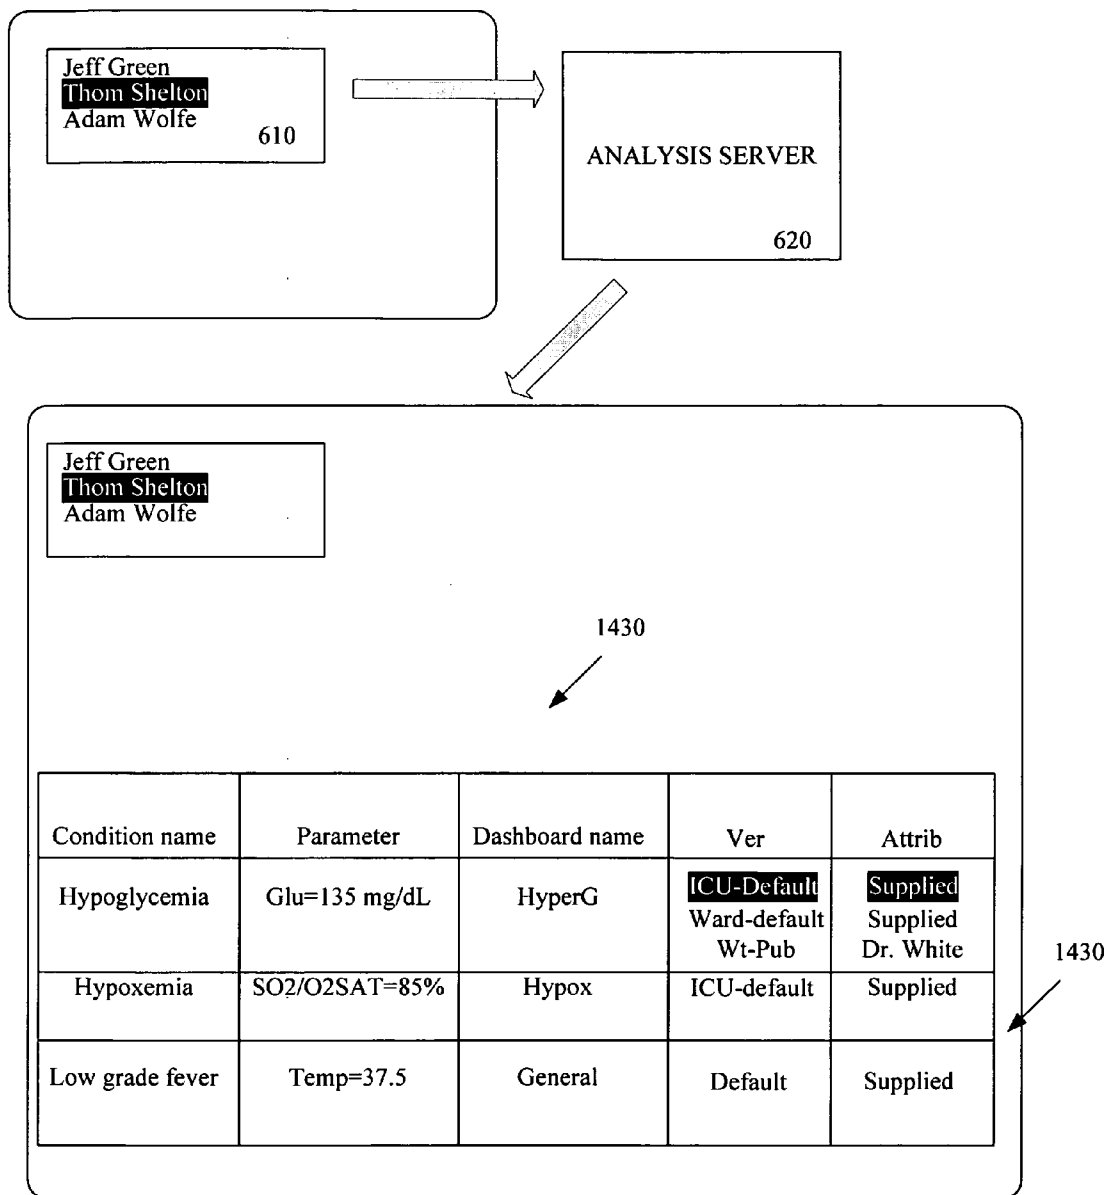 Jeff Green
Thom Shelton
Adam Wolfe
610
ANALYSIS SERVER
620
Jeff Green
Thom Shelton
Adam Wolfe
1430
Condition name Parameter Dashboard name Ver Attrib
Hypoglycemia Glu=135 mg/dL HyperG ICU-Default Supplied
Ward-default Supplied
Wt-Pub Dr. White
1430
Hypoxemia SO2/O2SAT=85% Hypox ICU-default Supplied
Low grade fever Temp=37.5 General Default Supplied